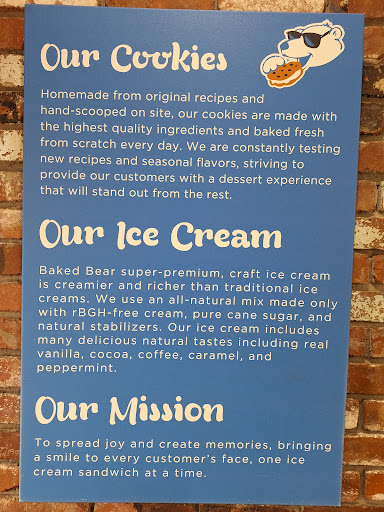 Our Cookies
Homemade from original recipes and
hand-scooped on site, our cookies are made with
the highest quality ingredients and baked fresh
from scratch every day. We are constantly testing
new recipes and seasonal flavors, striving to
provide our customers with a dessert experience
that will stand out from the rest.
Our Ice Cream
Baked Bear super-premium, craft ice cream
is creamier and richer than traditional ice
creams. We use an all-natural mix made only
with rBGH-free cream, pure cane sugar, and
natural stabilizers. Our ice cream includes
many delicious natural tastes including real
vanilla, cocoa, coffee, caramel, and
peppermint.
Our Mission
To spread joy and create memories, bringing
a smile to every customer's face, one ice
cream sandwich at a time.